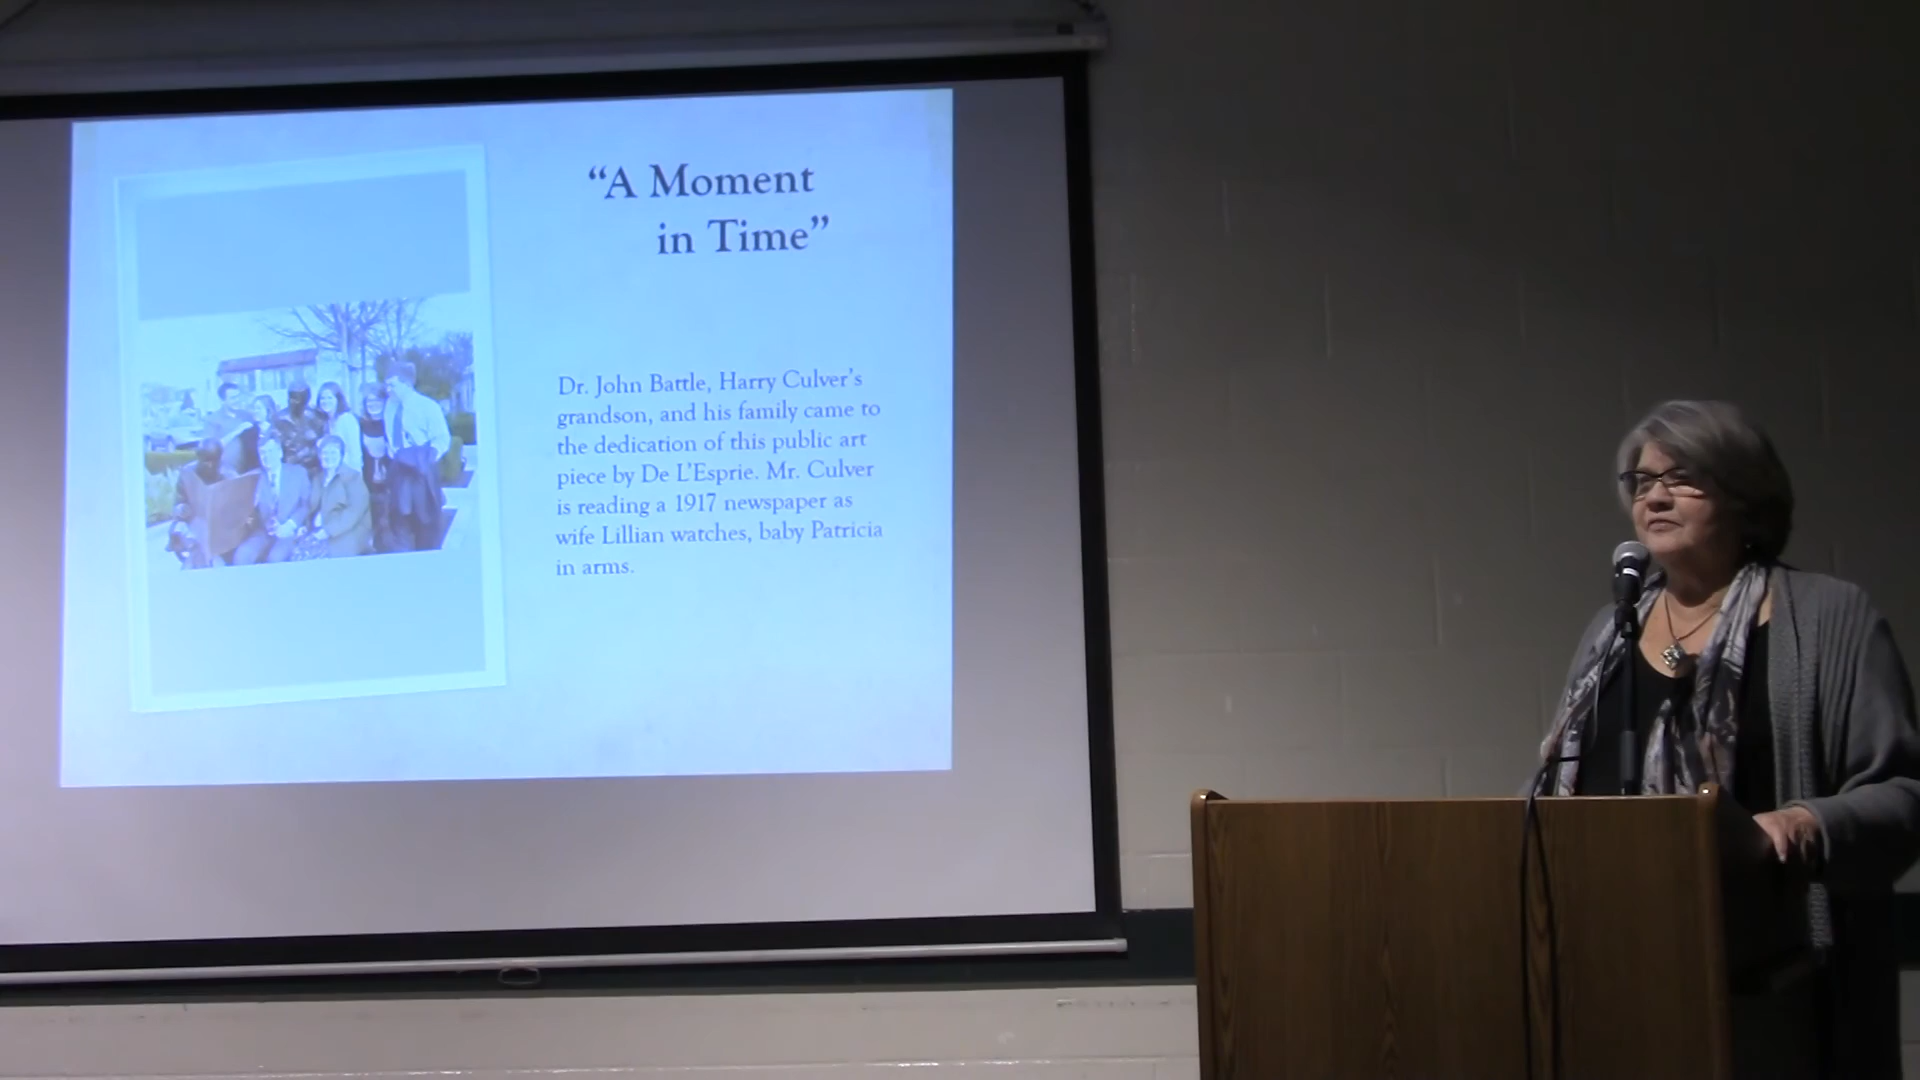 “A Moment
in Time”
Dr. John Battle, Harry Culver’s
grandson, and his family came to
the dedication of this public art
piece by De L’Esprie. Mr. Culver
is reading a 1917 newspaper as
wife Lillian watches, baby Patricia
in arms.